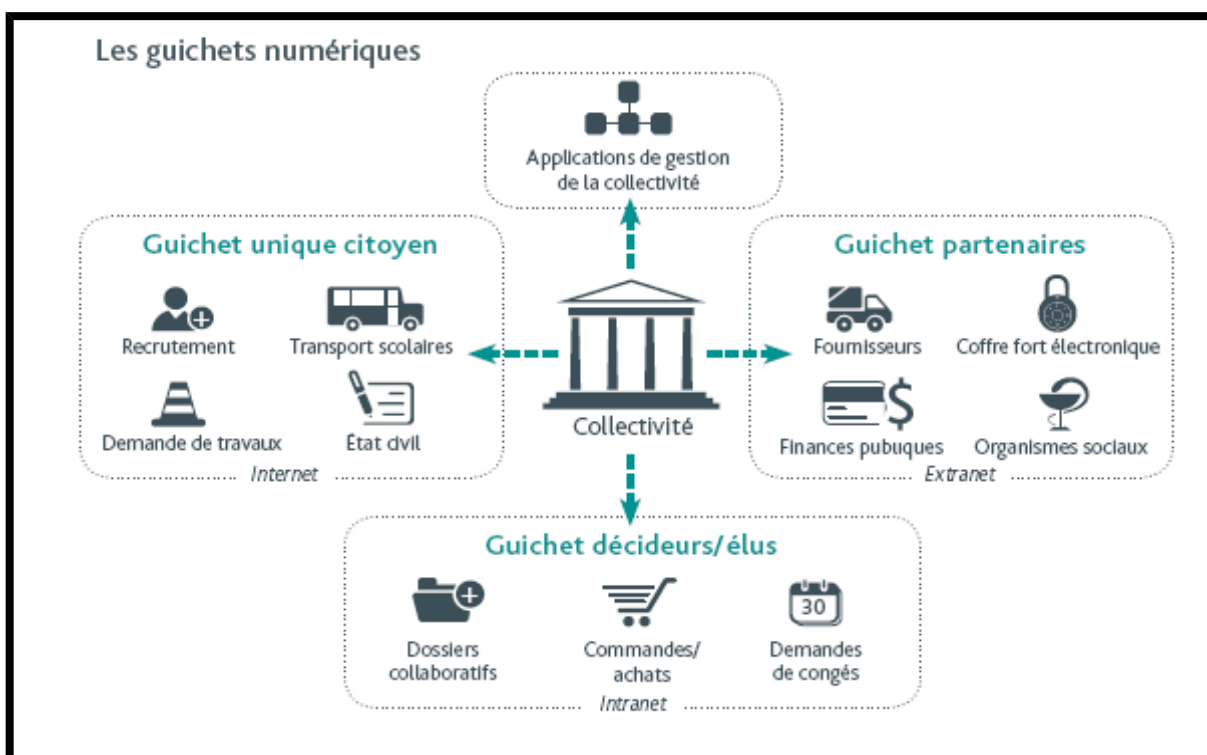 Les guichets numériques
Applications de gestion
de la collectivité
Guichet unique citoyen
Recrutement
Transport scolaires
Demande de travaux
État dvil
Internet
Collectivité
Guichet partenaires
Fournisseurs
Coffre fort électronique
$
Finances pubuques
Organismes sociaux
Extranet
Guichet décideurs/élus
30
Dossiers
collaboratifs
Commandes/
achats
Demandes
de congés
Intranet